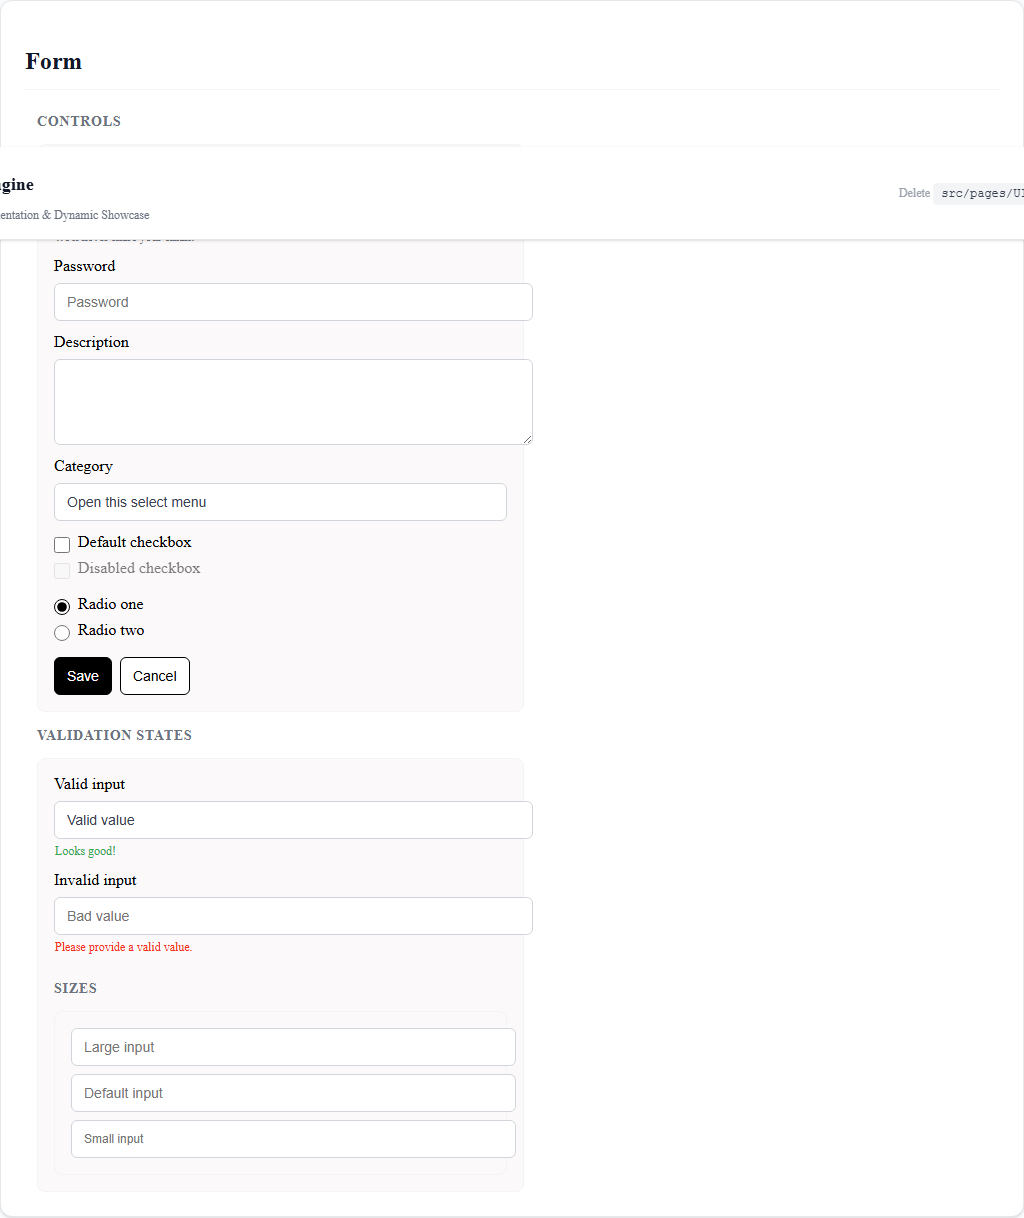 Form
CONTROLS
gine
entation & Dynamic Showcase
Delete src/pages/UI
Password
Password
Description
Category
Open this select menu
Default checkbox
Disabled checkbox
Radio one
Radio two
Save Cancel
VALIDATION STATES
Valid input
Valid value
Looks good!
Invalid input
Bad value
Please provide a valid value.
SIZES
Large input
Default input
Small input